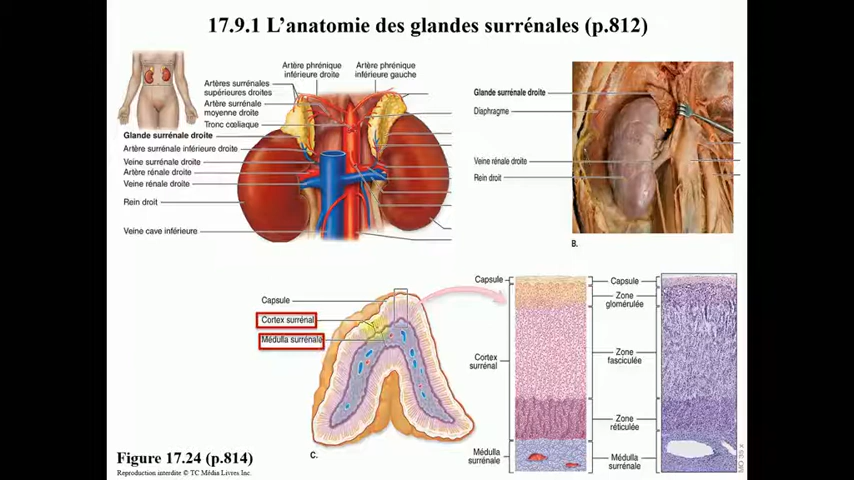 17.9.1 L’anatomie des glandes surrénales (p.812)
Artère phrénique
inférieure droite
Artère phrénique
inférieure gauche
Artères surrénales
supérieures droites
Artère surrénale
moyenne droite
Tronc cœliaque
Glande surrénale droite
Artère surrénale inférieure droite
Veine surrénale droite
Artère rénale droite
Veine rénale droite
Rein droit
Veine cave inférieure
Glande surrénale droite
Diaphragme
Veine rénale droite
Rein droit
B.
Capsule
Cortex surrénal
Médulla surrénale
C.
Capsule
Cortex
surrénal
Médulla
surrénale
Capsule
Zone
glomérulée
Zone
fasciculée
Zone
réticulée
Médulla
surrénale
MO 35 x
Figure 17.24 (p.814)
Reproduction interdite © TC Média Livres Inc.